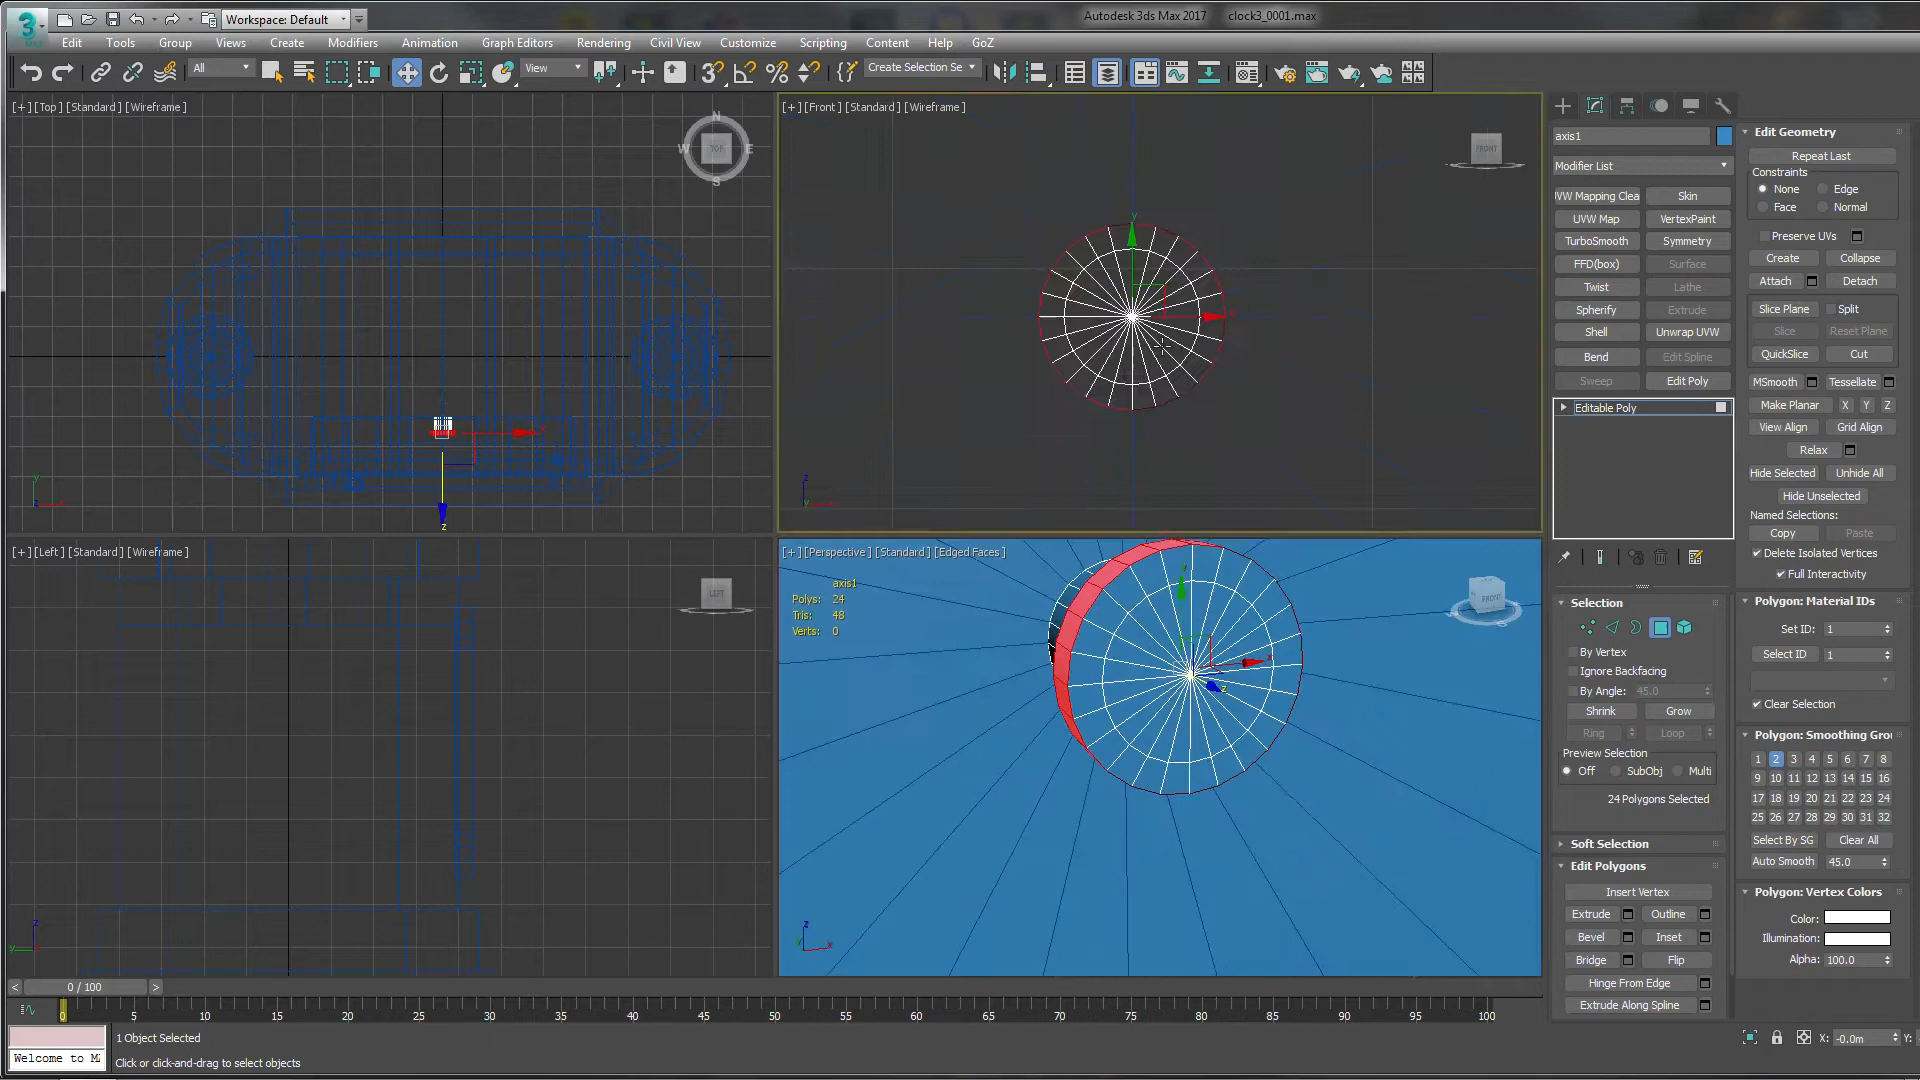 3 Workspace: Default Autodesk 3ds Max 2017 clock3_0001.max
Edit Tools Group Views Create Modifiers Animation Graph Editors Rendering Civil View Customize Scripting Content Help GoZ
All View Create Selection Se
[+] [Top] [Standard] [Wireframe]
N
W TOP E
S
y
x
z
[+] [Front] [Standard] [Wireframe]
FRONT
y
z
[+] [Left] [Standard] [Wireframe]
LEFT
z
y
[+] [Perspective] [Standard] [Edged Faces]
axis1
Polys: 24
Tris: 48
Verts: 0
FRONT
x
z
z
x
axis1
Modifier List
UVW Mapping Clea Skin
UVW Map VertexPaint
TurboSmooth Symmetry
FFD(box) Surface
Twist Lathe
Spherify Extrude
Shell Unwrap UVW
Bend Edit Spline
Sweep Edit Poly
Editable Poly
Selection
By Vertex
Ignore Backfacing
By Angle: 45.0
Shrink Grow
Ring Loop
Preview Selection
Off SubObj Multi
24 Polygons Selected
Soft Selection
Edit Polygons
Insert Vertex
Extrude Outline
Bevel Inset
Bridge Flip
Hinge From Edge
Extrude Along Spline
Edit Geometry
Repeat Last
Constraints
None Edge
Face Normal
Preserve UVs
Create Collapse
Attach Detach
Slice Plane Split
Slice Reset Plane
QuickSlice Cut
MSmooth Tessellate
Make Planar X Y Z
View Align Grid Align
Relax
Hide Selected Unhide All
Hide Unselected
Named Selections:
Copy Paste
Delete Isolated Vertices
Full Interactivity
Polygon: Material IDs
Set ID: 1
Select ID 1
Clear Selection
Polygon: Smoothing Grou
1 2 3 4 5 6 7 8
9 10 11 12 13 14 15 16
17 18 19 20 21 22 23 24
25 26 27 28 29 30 31 32
Select By SG Clear All
Auto Smooth 45.0
Polygon: Vertex Colors
Color:
Illumination:
Alpha: 100.0
< 0 / 100 >
0 5 10 15 20 25 30 35 40 45 50 55 60 65 70 75 80 85 90 95 100
1 Object Selected X: -0.0m Y:
Welcome to M
Click or click-and-drag to select objects